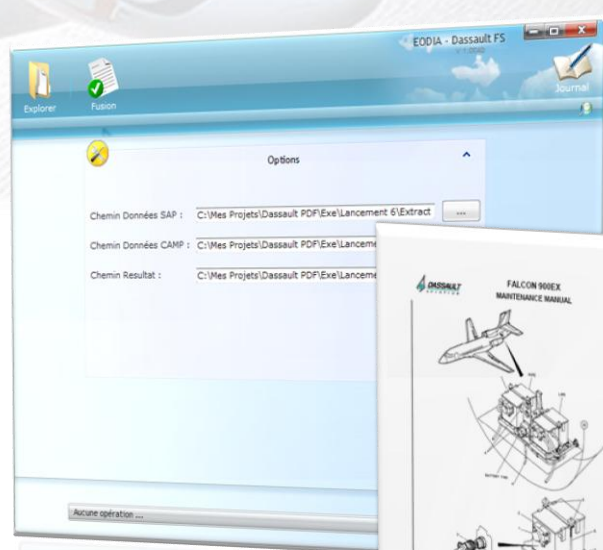 EODIA - Dassault FS
Explorer
Fusion
Journal
Options
Chemin Données SAP : C:\Mes Projets\Dassault PDF\Exe\Lancement 6\Extract ...
Chemin Données CAMP : C:\Mes Projets\Dassault PDF\Exe\Lanceme
Chemin Resultat : C:\Mes Projets\Dassault PDF\Exe\Lanceme
Aucune opération ...
DASSAULT
AVIATION
FALCON 900EX
MAINTENANCE MANUAL